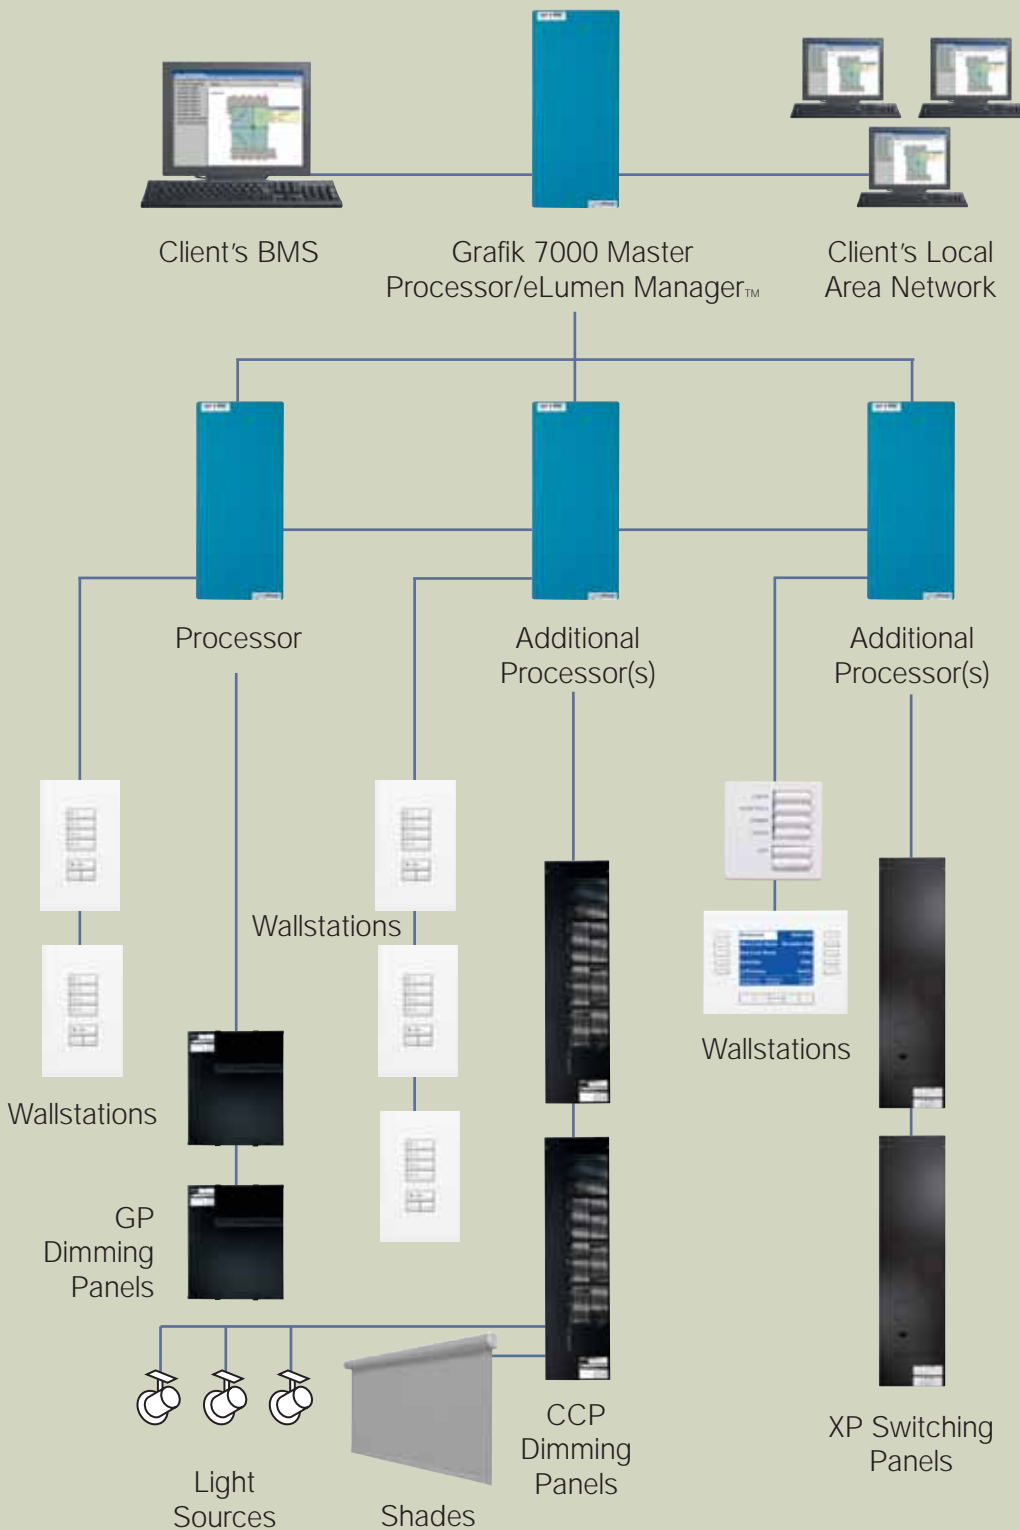 Client's BMS
Grafik 7000 Master
Processor/eLumen Manager™
Client's Local
Area Network
Processor
Additional
Processor(s)
Additional
Processor(s)
Wallstations
Wallstations
Wallstations
GP
Dimming
Panels
CCP
Dimming
Panels
XP Switching
Panels
Light
Sources
Shades